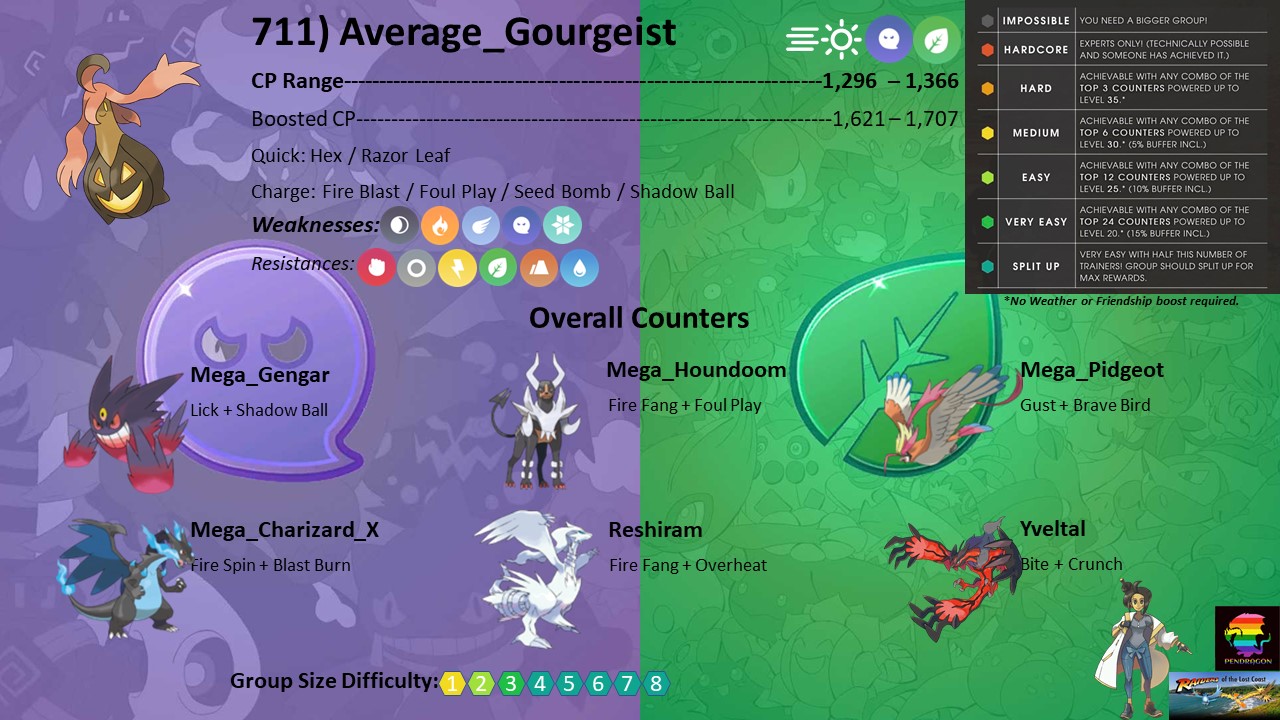 711) Average_Gourgeist
CP Range-----------------------------------------------------------------------1,296 – 1,366
Boosted CP-----------------------------------------------------------------------1,621 – 1,707
Quick: Hex / Razor Leaf
Charge: Fire Blast / Foul Play / Seed Bomb / Shadow Ball
Weaknesses:
Resistances:
IMPOSSIBLE YOU NEED A BIGGER GROUP!
HARDCORE EXPERTS ONLY! (TECHNICALLY POSSIBLE
AND SOMEONE HAS ACHIEVED IT.)
HARD ACHIEVABLE WITH ANY COMBO OF THE
TOP 3 COUNTERS POWERED UP TO
LEVEL 35.*
MEDIUM ACHIEVABLE WITH ANY COMBO OF THE
TOP 6 COUNTERS POWERED UP TO
LEVEL 30.* (5% BUFFER INCL.)
EASY ACHIEVABLE WITH ANY COMBO OF THE
TOP 12 COUNTERS POWERED UP TO
LEVEL 25.* (10% BUFFER INCL.)
VERY EASY ACHIEVABLE WITH ANY COMBO OF THE
TOP 24 COUNTERS POWERED UP TO
LEVEL 20.* (15% BUFFER INCL.)
SPLIT UP VERY EASY WITH HALF THIS NUMBER OF
TRAINERS! GROUP SHOULD SPLIT UP FOR
MAX REWARDS.
*No Weather or Friendship boost required.
Overall Counters
Mega_Gengar
Lick + Shadow Ball
Mega_Houndoom
Fire Fang + Foul Play
Mega_Pidgeot
Gust + Brave Bird
Mega_Charizard_X
Fire Spin + Blast Burn
Reshiram
Fire Fang + Overheat
Yveltal
Bite + Crunch
Group Size Difficulty: 1 2 3 4 5 6 7 8
PENDRAGON
RAIDERS of the Lost Coast